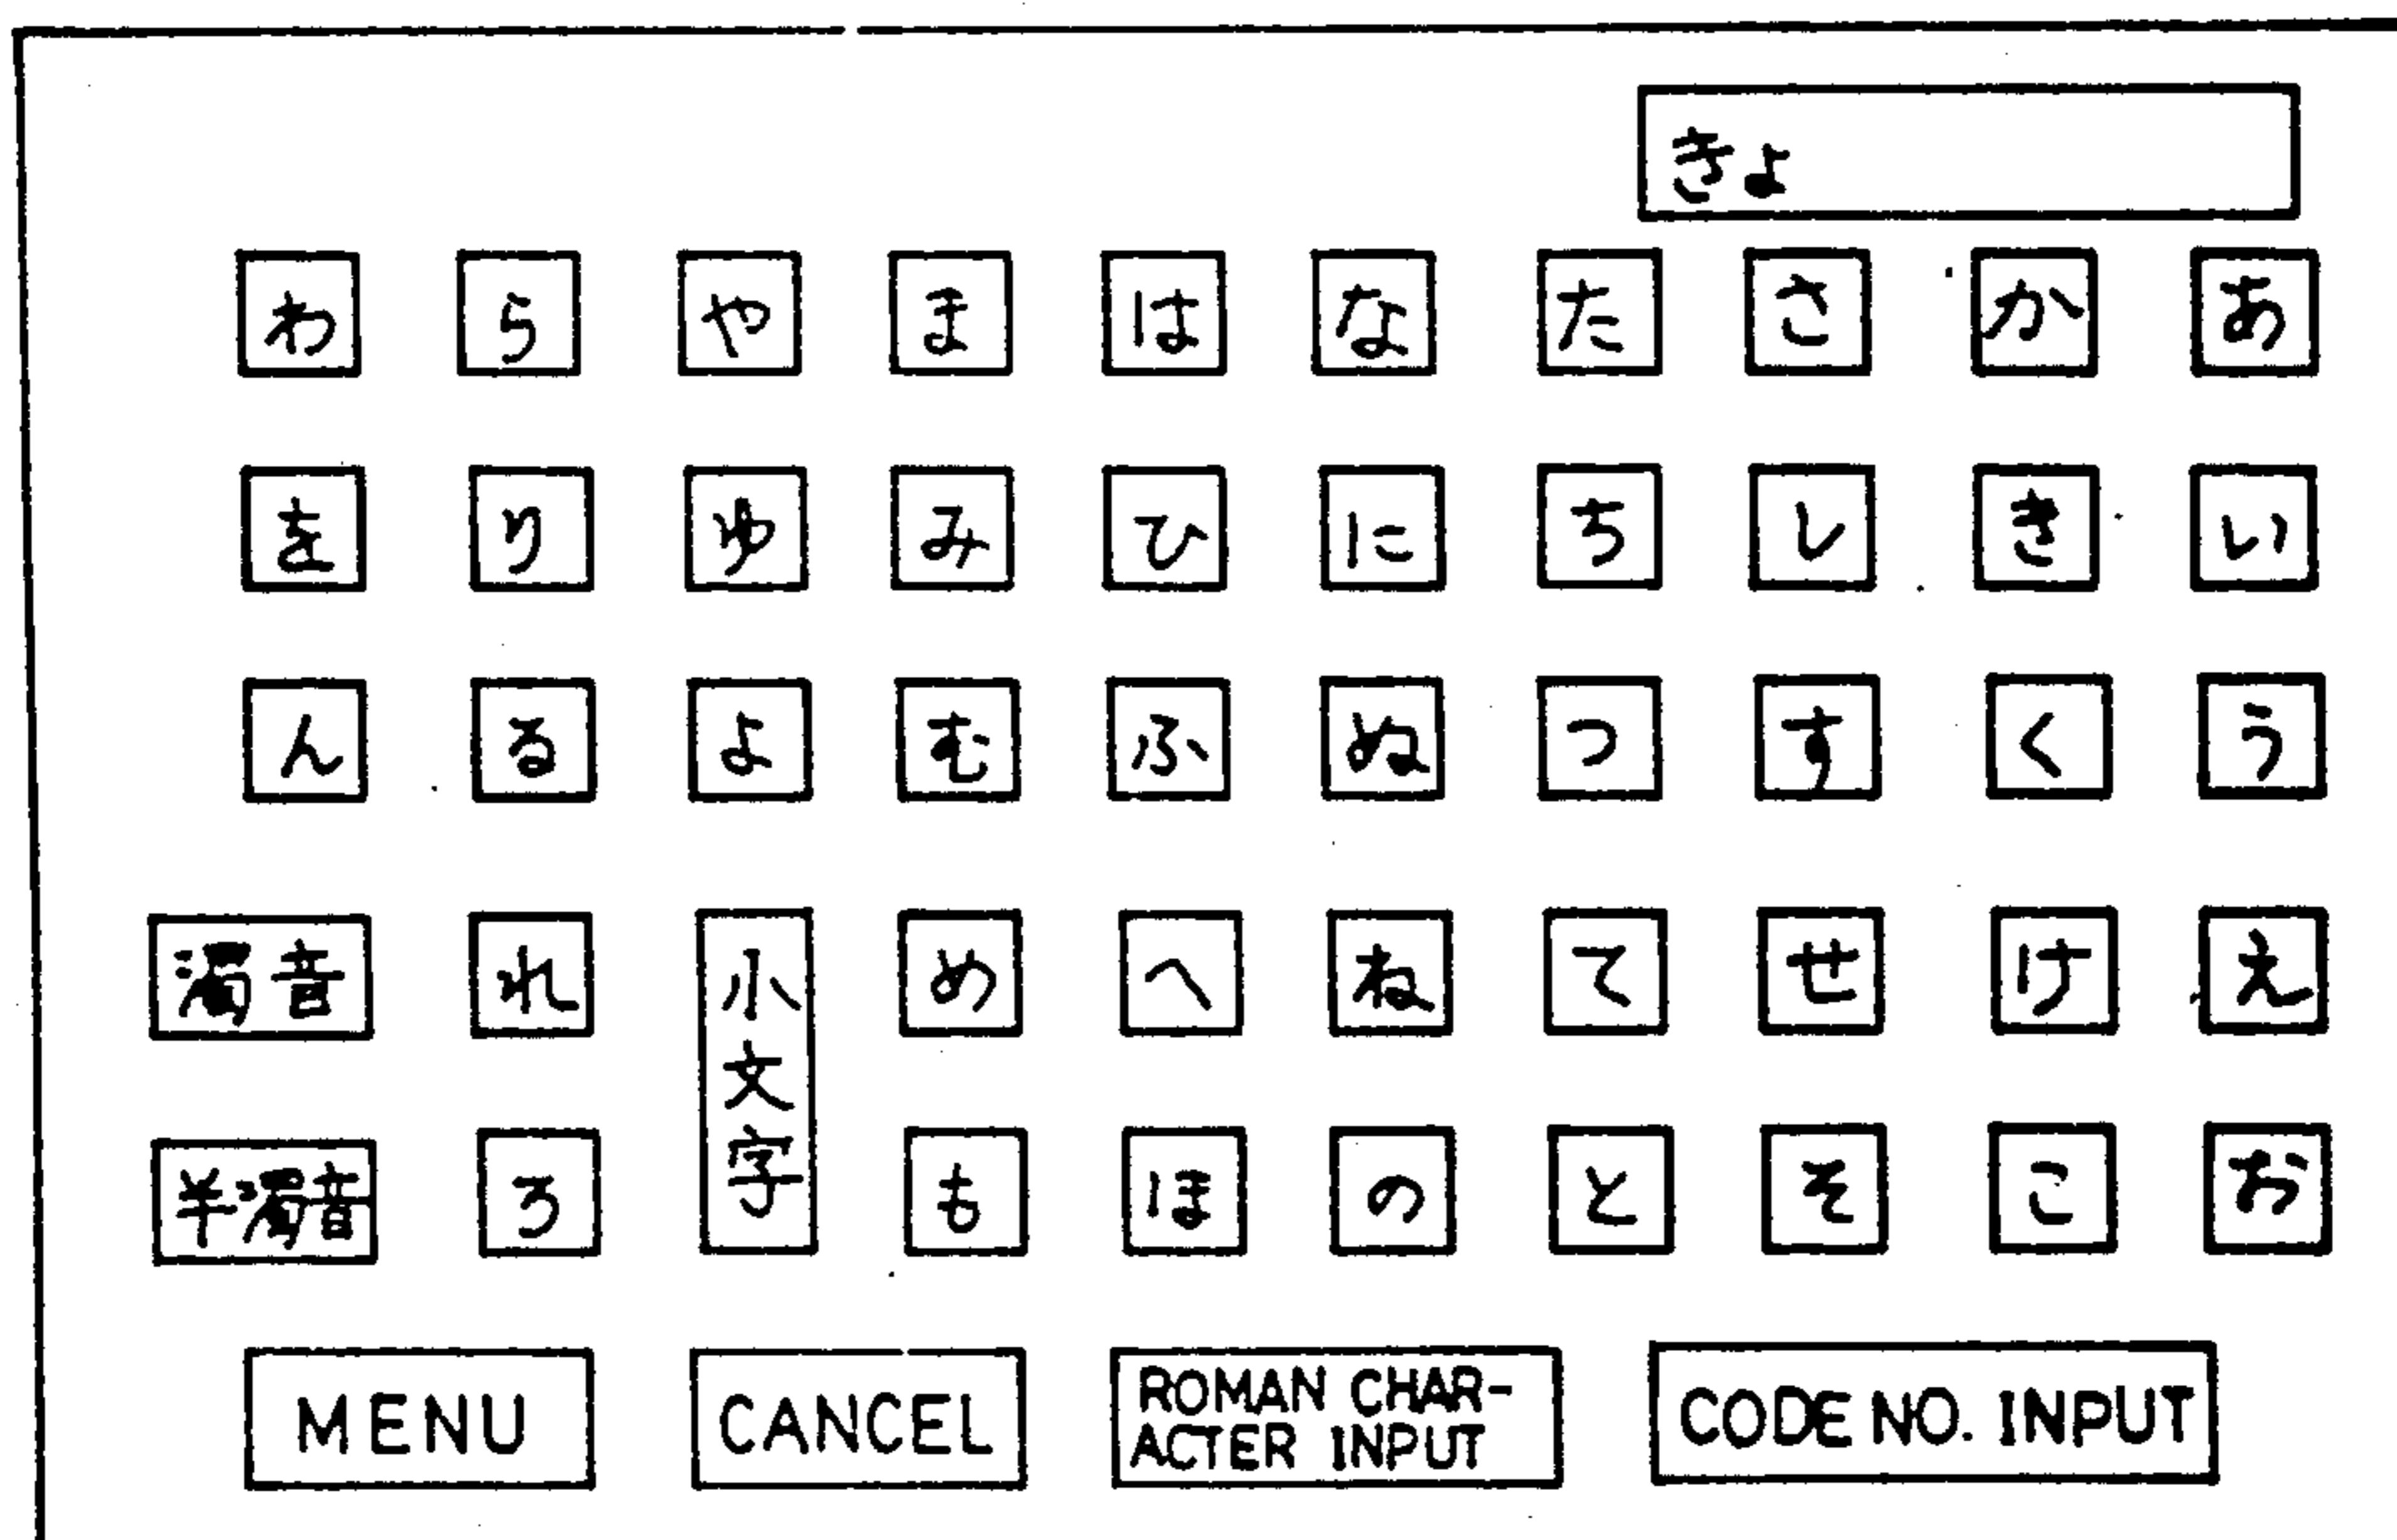 きょ
わ ら や ま は な た さ か あ
を り ゆ み ひ に ち し き い
ん る よ む ふ ぬ つ す く う
濁音 れ 小文字 め へ ね て せ け え
半濁音 ろ も ほ の と そ こ お
MENU CANCEL ROMAN CHAR-
ACTER INPUT CODE NO. INPUT